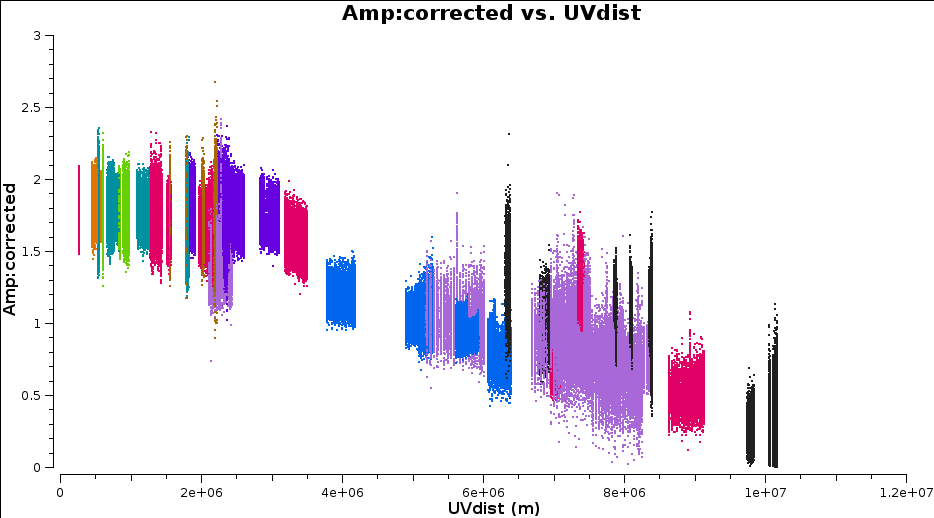 Amp:corrected vs. UVdist
Amp:corrected
3
2.5
2
1.5
1
0.5
0
0
2e+06
4e+06
6e+06
8e+06
1e+07
1.2e+07
UVdist (m)